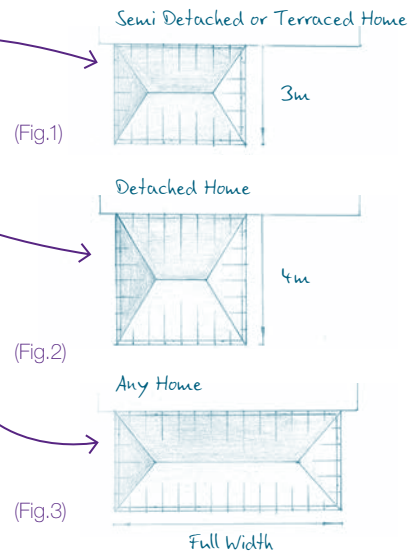 Semi Detached or Terraced Home
3m
(Fig.1)
Detached Home
4m
(Fig.2)
Any Home
(Fig.3)
Full Width